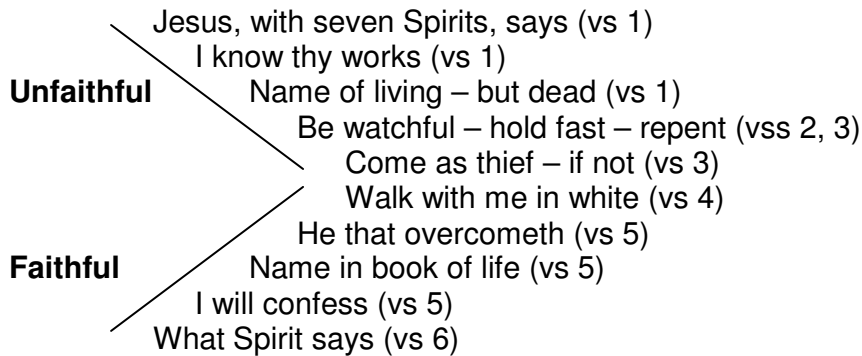 Jesus, with seven Spirits, says (vs 1)
I know thy works (vs 1)
Unfaithful Name of living – but dead (vs 1)
Be watchful – hold fast – repent (vss 2, 3)
Come as thief – if not (vs 3)
Walk with me in white (vs 4)
He that overcometh (vs 5)
Faithful Name in book of life (vs 5)
I will confess (vs 5)
What Spirit says (vs 6)